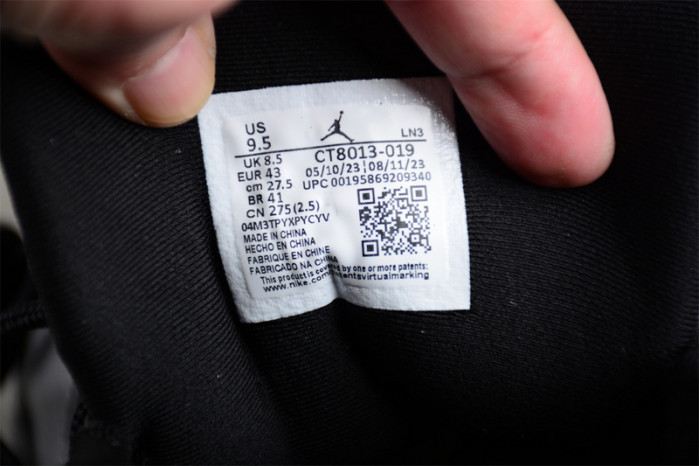 US
9.5
LN3
UK 8.5
EUR 43
cm 27.5
BR 41
CN 275(2.5)
CT8013-019
05/10/23 08/11/23
UPC 00195869209340
04M3TPYXPYCYV
MADE IN CHINA
HECHO EN CHINA
FABRIQUE EN CHINE
FABRICADO NA CHINA
This product is covered by one or more patents:
www.nike.com/patentsvirtualmarking